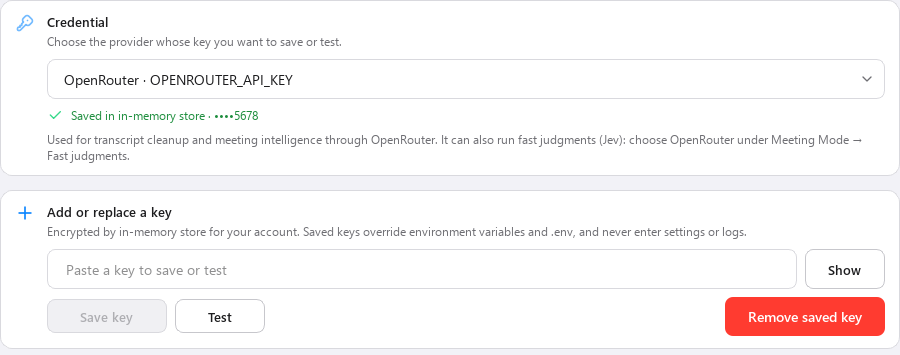 Credential
Choose the provider whose key you want to save or test.
OpenRouter · OPENROUTER_API_KEY
Saved in in-memory store · ••••5678
Used for transcript cleanup and meeting intelligence through OpenRouter. It can also run fast judgments (Jev): choose OpenRouter under Meeting Mode →
Fast judgments.
Add or replace a key
Encrypted by in-memory store for your account. Saved keys override environment variables and .env, and never enter settings or logs.
Paste a key to save or test
Show
Save key
Test
Remove saved key